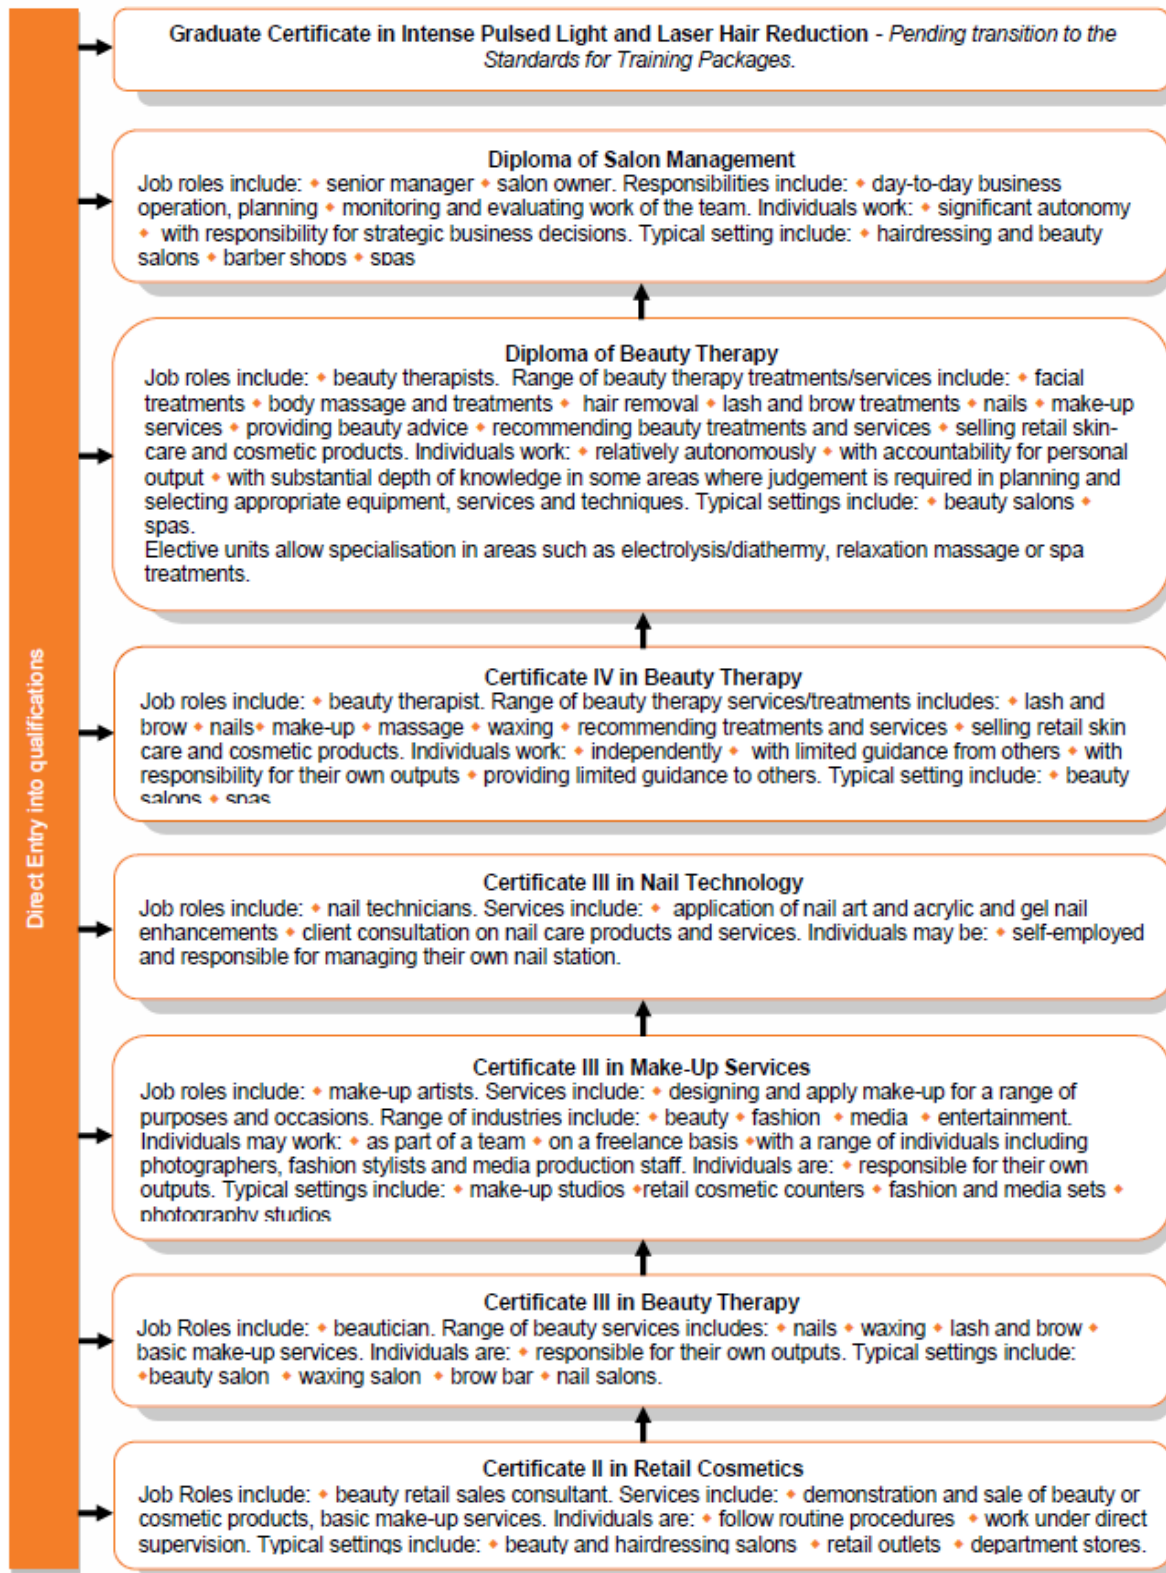 Graduate Certificate in Intense Pulsed Light and Laser Hair Reduction - Pending transition to the
Standards for Training Packages.
Diploma of Salon Management
Job roles include: ◆ senior manager ◆ salon owner. Responsibilities include: ◆ day-to-day business
operation, planning ◆ monitoring and evaluating work of the team. Individuals work: ◆ significant autonomy
◆ with responsibility for strategic business decisions. Typical setting include: ◆ hairdressing and beauty
salons ◆ barber shops ◆ spas
Diploma of Beauty Therapy
Job roles include: ◆ beauty therapists. Range of beauty therapy treatments/services include: ◆ facial
treatments ◆ body massage and treatments ◆ hair removal ◆ lash and brow treatments ◆ nails ◆ make-up
services ◆ providing beauty advice ◆ recommending beauty treatments and services ◆ selling retail skin-
care and cosmetic products. Individuals work: ◆ relatively autonomously ◆ with accountability for personal
output ◆ with substantial depth of knowledge in some areas where judgement is required in planning and
selecting appropriate equipment, services and techniques. Typical settings include: ◆ beauty salons ◆
spas.
Elective units allow specialisation in areas such as electrolysis/diathermy, relaxation massage or spa
treatments.
Certificate IV in Beauty Therapy
Job roles include: ◆ beauty therapist. Range of beauty therapy services/treatments includes: ◆ lash and
brow ◆ nails◆ make-up ◆ massage ◆ waxing ◆ recommending treatments and services ◆ selling retail skin
care and cosmetic products. Individuals work: ◆ independently ◆ with limited guidance from others ◆ with
responsibility for their own outputs ◆ providing limited guidance to others. Typical setting include: ◆ beauty
salons ◆ spas
Certificate III in Nail Technology
Job roles include: ◆ nail technicians. Services include: ◆ application of nail art and acrylic and gel nail
enhancements ◆ client consultation on nail care products and services. Individuals may be: ◆ self-employed
and responsible for managing their own nail station.
Certificate III in Make-Up Services
Job roles include: ◆ make-up artists. Services include: ◆ designing and apply make-up for a range of
purposes and occasions. Range of industries include: ◆ beauty ◆ fashion ◆ media ◆ entertainment.
Individuals may work: ◆ as part of a team ◆ on a freelance basis ◆with a range of individuals including
photographers, fashion stylists and media production staff. Individuals are: ◆ responsible for their own
outputs. Typical settings include: ◆ make-up studios ◆retail cosmetic counters ◆ fashion and media sets ◆
photography studios
Certificate III in Beauty Therapy
Job Roles include: ◆ beautician. Range of beauty services includes: ◆ nails ◆ waxing ◆ lash and brow ◆
basic make-up services. Individuals are: ◆ responsible for their own outputs. Typical settings include:
◆beauty salon ◆ waxing salon ◆ brow bar ◆ nail salons.
Certificate II in Retail Cosmetics
Job Roles include: ◆ beauty retail sales consultant. Services include: ◆ demonstration and sale of beauty or
cosmetic products, basic make-up services. Individuals are: ◆ follow routine procedures ◆ work under direct
supervision. Typical settings include: ◆ beauty and hairdressing salons ◆ retail outlets ◆ department stores.
Direct Entry into qualifications